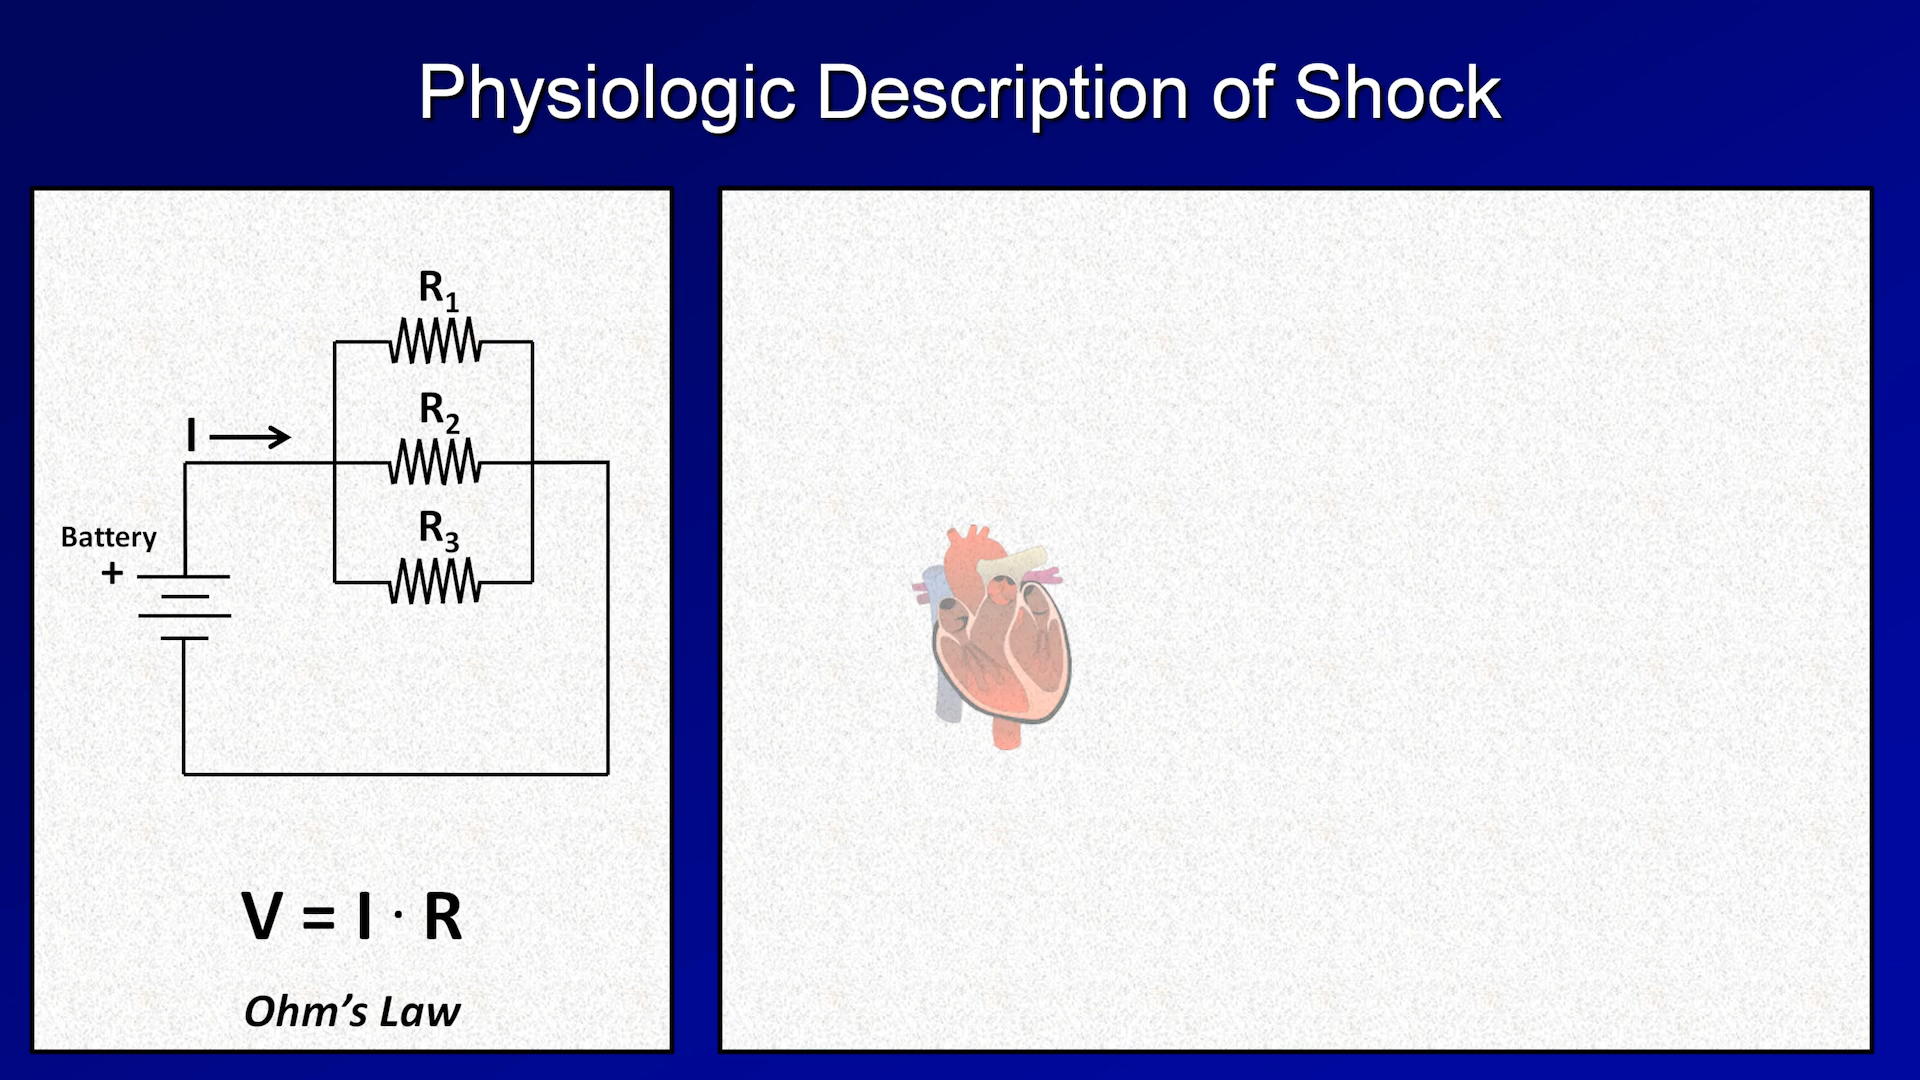 Physiologic Description of Shock
R₁
R₂
I
R₃
Battery
+
V = I · R
Ohm’s Law